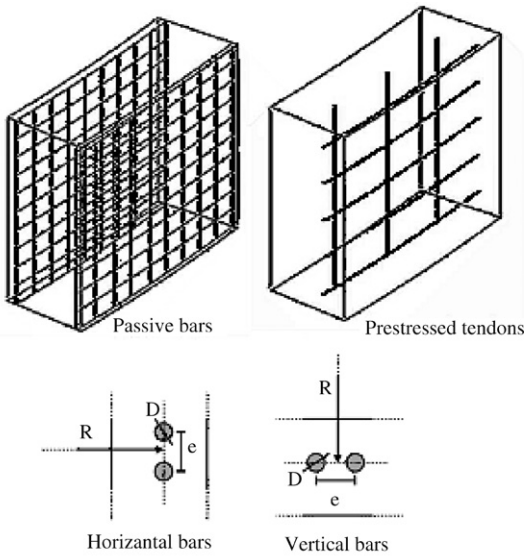 Passive bars
Prestressed tendons
R
D
e
R
D
e
Horizantal bars
Vertical bars